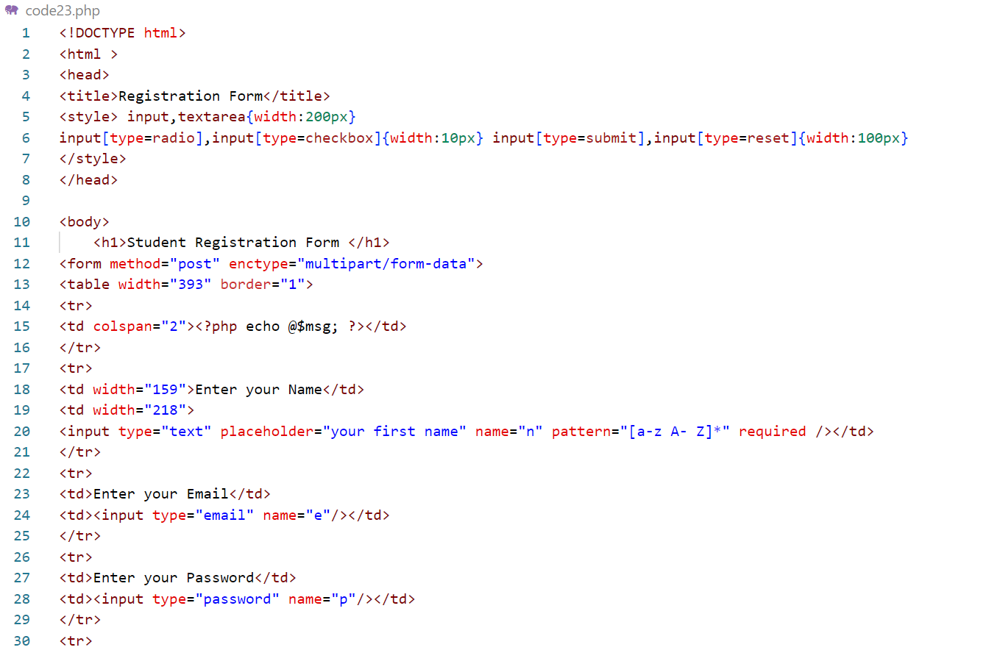 code23.php
1 <!DOCTYPE html>
2 <html >
3 <head>
4 <title>Registration Form</title>
5 <style> input,textarea{width:200px}
6 input[type=radio],input[type=checkbox]{width:10px} input[type=submit],input[type=reset]{width:100px}
7 </style>
8 </head>
9
10 <body>
11     <h1>Student Registration Form </h1>
12 <form method="post" enctype="multipart/form-data">
13 <table width="393" border="1">
14 <tr>
15 <td colspan="2"><?php echo @$msg; ?></td>
16 </tr>
17 <tr>
18 <td width="159">Enter your Name</td>
19 <td width="218">
20 <input type="text" placeholder="your first name" name="n" pattern="[a-z A- Z]*" required /></td>
21 </tr>
22 <tr>
23 <td>Enter your Email</td>
24 <td><input type="email" name="e"/></td>
25 </tr>
26 <tr>
27 <td>Enter your Password</td>
28 <td><input type="password" name="p"/></td>
29 </tr>
30 <tr>